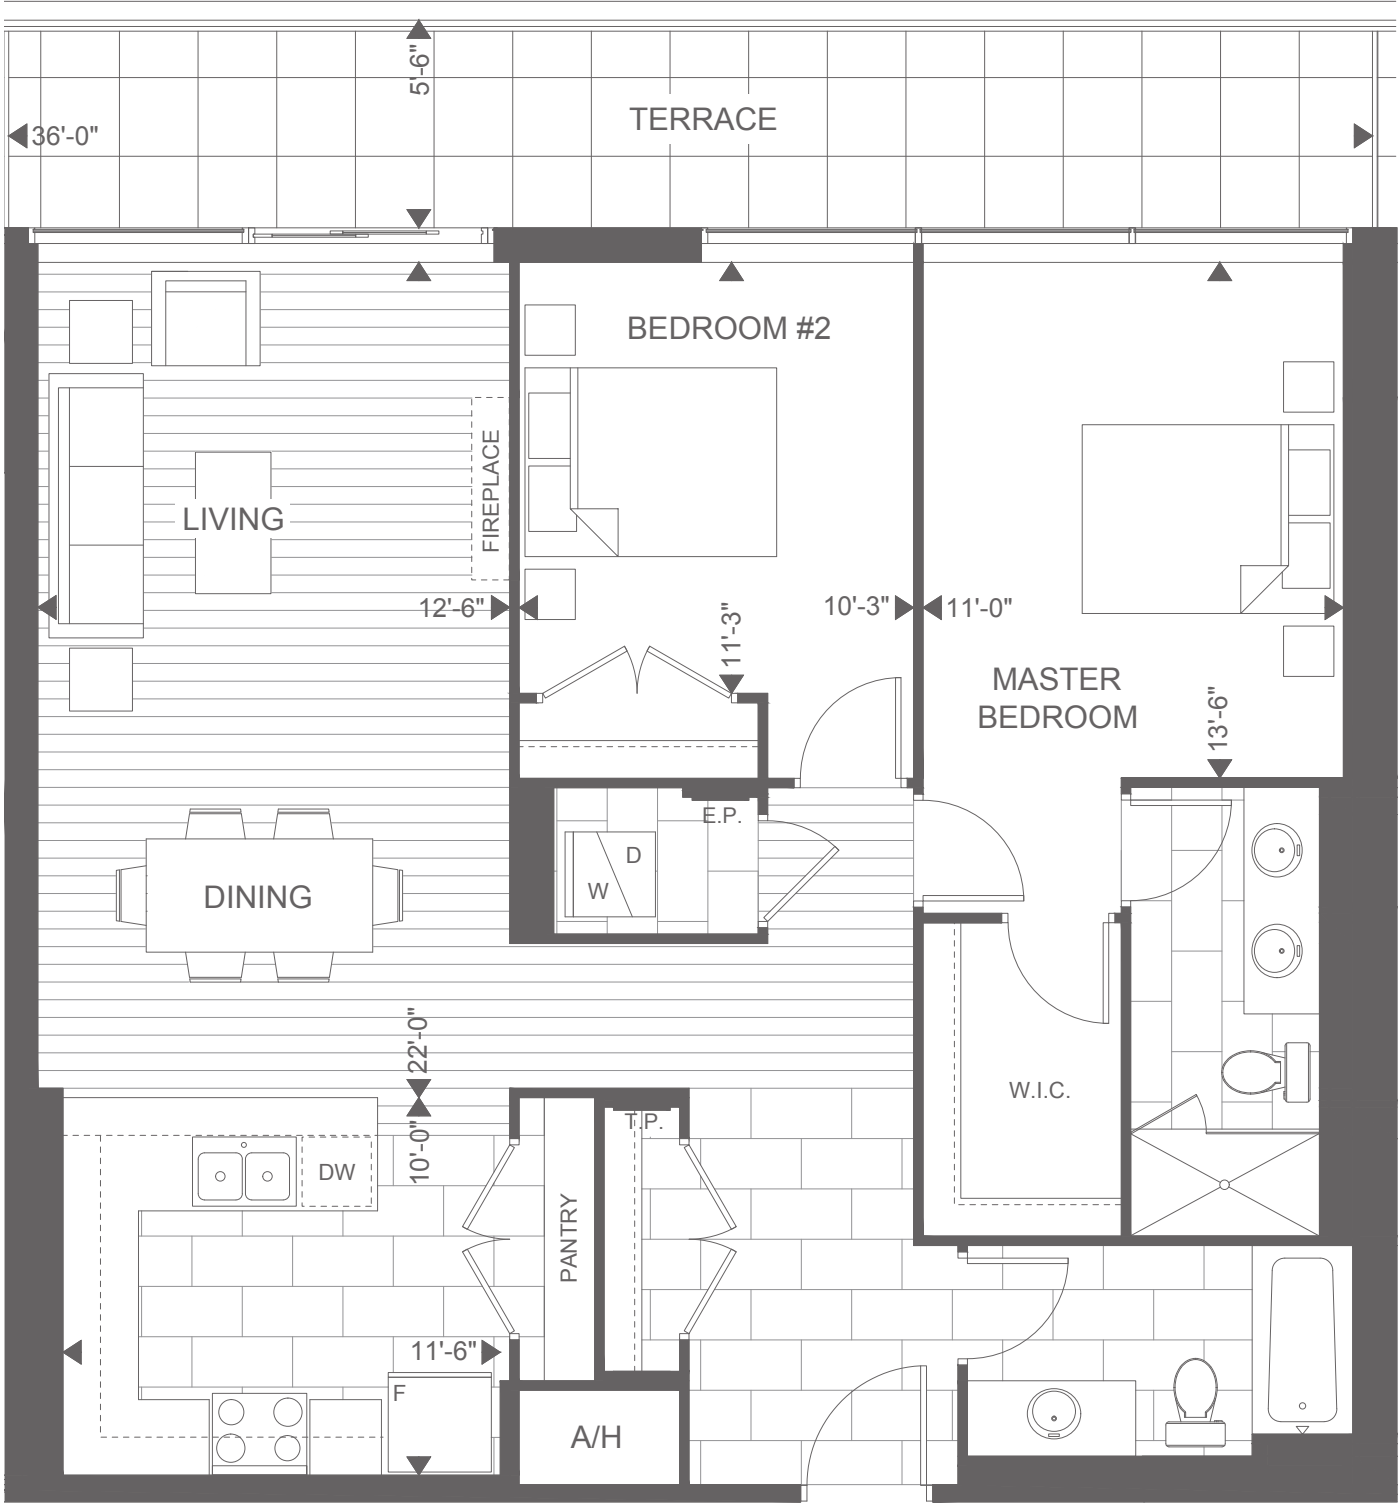 5'-6"
TERRACE
36'-0"
BEDROOM #2
FIREPLACE
LIVING
12'-6"
10'-3"
11'-0"
11'-3"
MASTER
BEDROOM
13'-6"
E.P.
D
W
DINING
22'-0"
W.I.C.
T.P.
10'-0"
DW
PANTRY
11'-6"
F
A/H